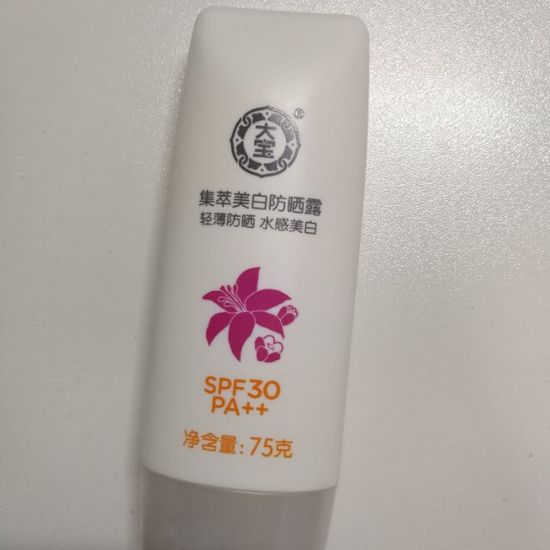 ®
大宝
集萃美白防晒露
轻薄防晒 水感美白
SPF30
PA++
净含量: 75克